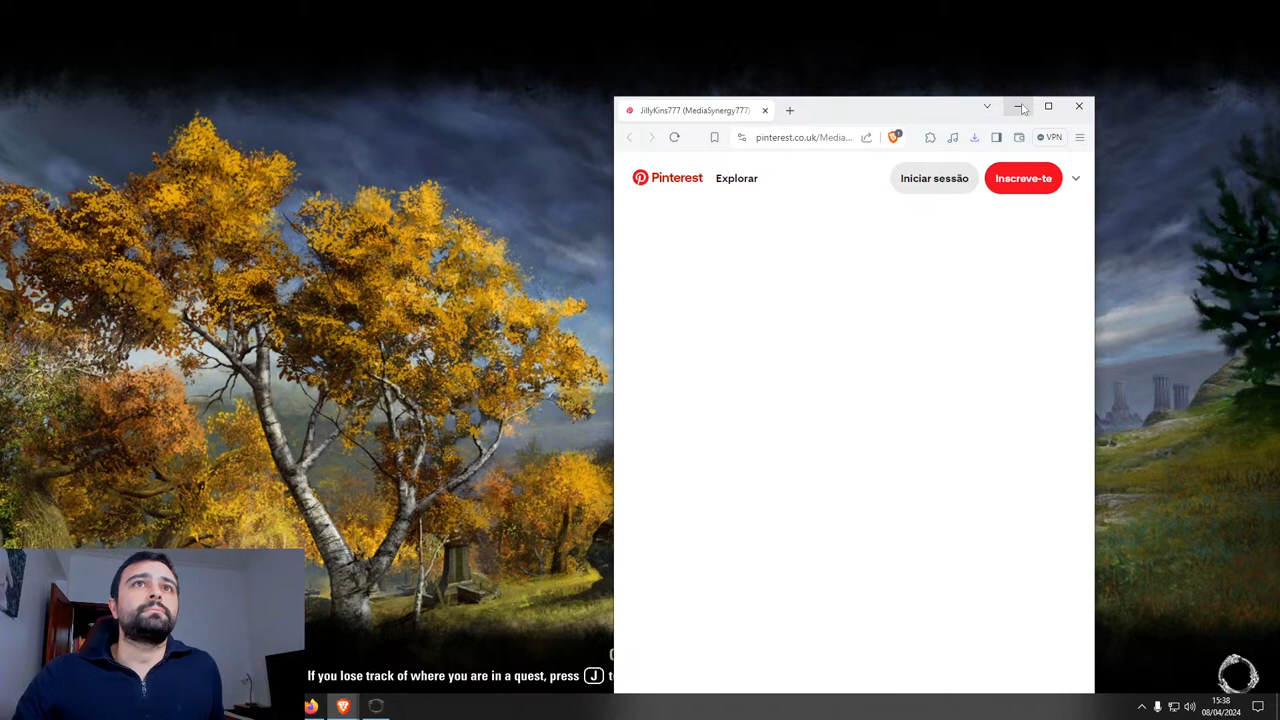 JillyKins777 (MediaSynergy777)
pinterest.co.uk/Media...
VPN
Pinterest
Explorar
Iniciar sessão
Inscreve-te
If you lose track of where you are in a quest, press J
15:38
08/04/2024